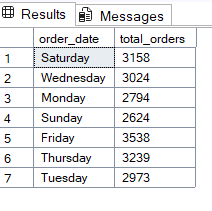 Results Messages
order_date total_orders
1 Saturday 3158
2 Wednesday 3024
3 Monday 2794
4 Sunday 2624
5 Friday 3538
6 Thursday 3239
7 Tuesday 2973